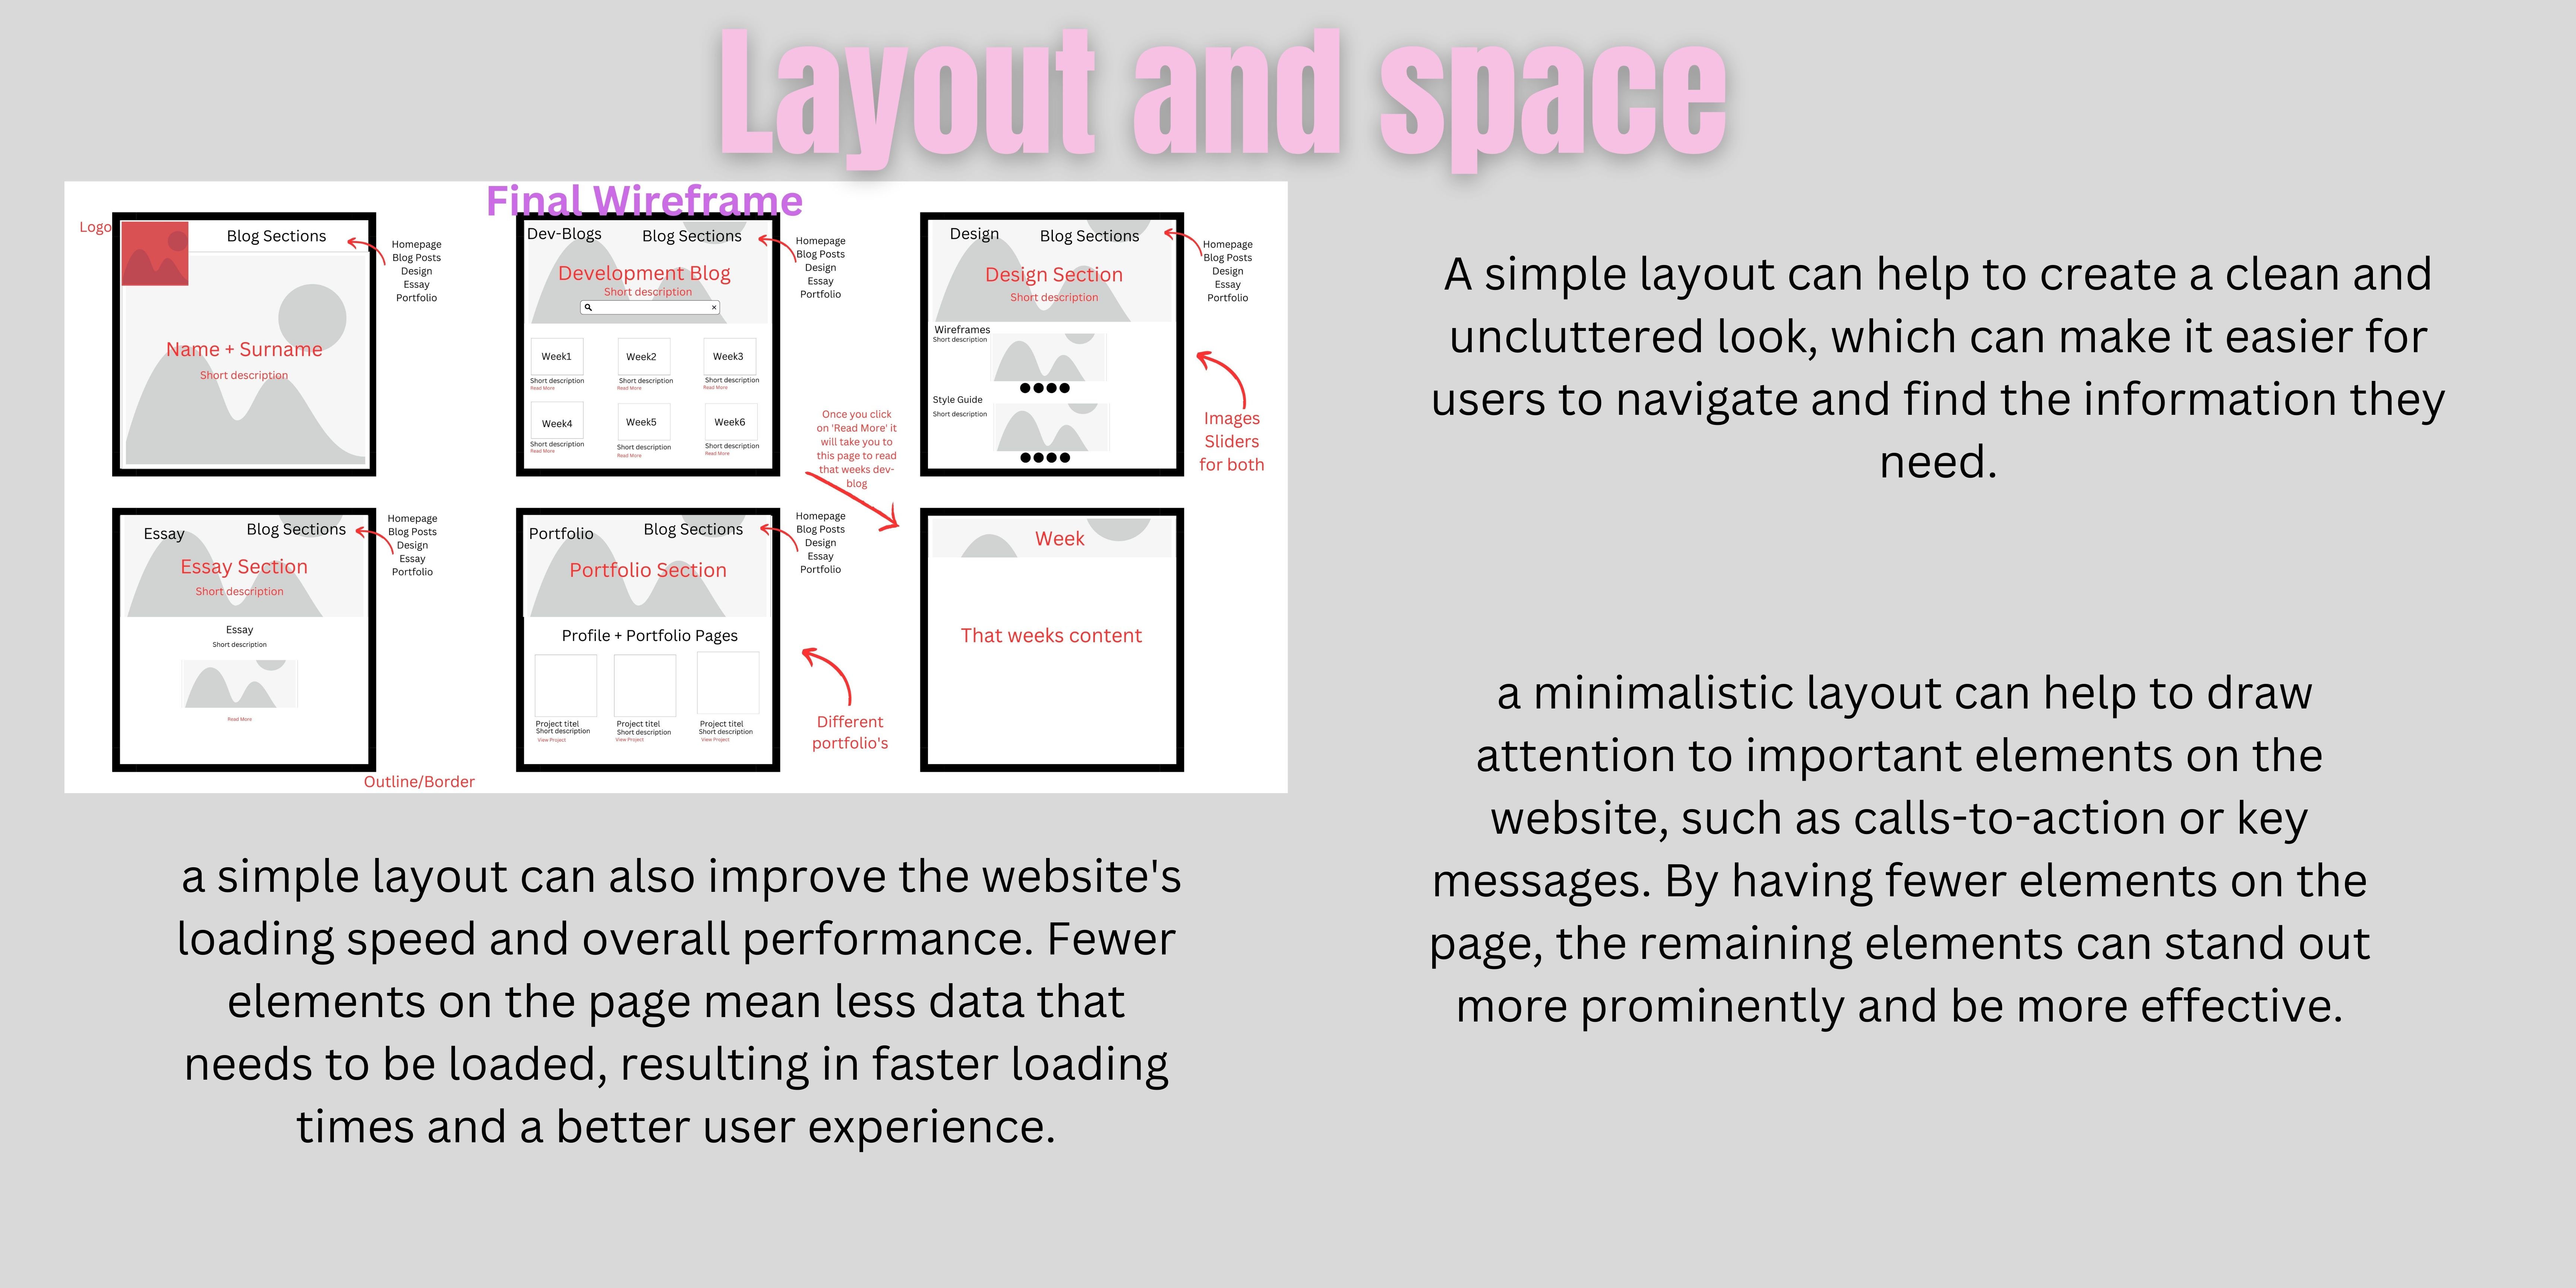 Layout and space
Final Wireframe
Logo
Blog Sections
Homepage
Blog Posts
Design
Essay
Portfolio
Name + Surname
Short description
Dev-Blogs
Blog Sections
Homepage
Blog Posts
Design
Essay
Portfolio
Development Blog
Short description
Week1
Short description
Read More
Week2
Short description
Read More
Week3
Short description
Read More
Week4
Short description
Read More
Week5
Short description
Read More
Week6
Short description
Read More
Once you click
on 'Read More' it
will take you to
this page to read
that weeks dev-
blog
Design
Blog Sections
Homepage
Blog Posts
Design
Essay
Portfolio
Design Section
Short description
Wireframes
Short description
Style Guide
Short description
Images
Sliders
for both
Essay
Blog Sections
Homepage
Blog Posts
Design
Essay
Portfolio
Essay Section
Short description
Essay
Short description
Read More
Outline/Border
Portfolio
Blog Sections
Homepage
Blog Posts
Design
Essay
Portfolio
Portfolio Section
Profile + Portfolio Pages
Project titel
Short description
View Project
Project titel
Short description
View Project
Project titel
Short description
View Project
Different
portfolio's
Week
That weeks content
A simple layout can help to create a clean and
uncluttered look, which can make it easier for
users to navigate and find the information they
need.
a minimalistic layout can help to draw
attention to important elements on the
website, such as calls-to-action or key
messages. By having fewer elements on the
page, the remaining elements can stand out
more prominently and be more effective.
a simple layout can also improve the website's
loading speed and overall performance. Fewer
elements on the page mean less data that
needs to be loaded, resulting in faster loading
times and a better user experience.